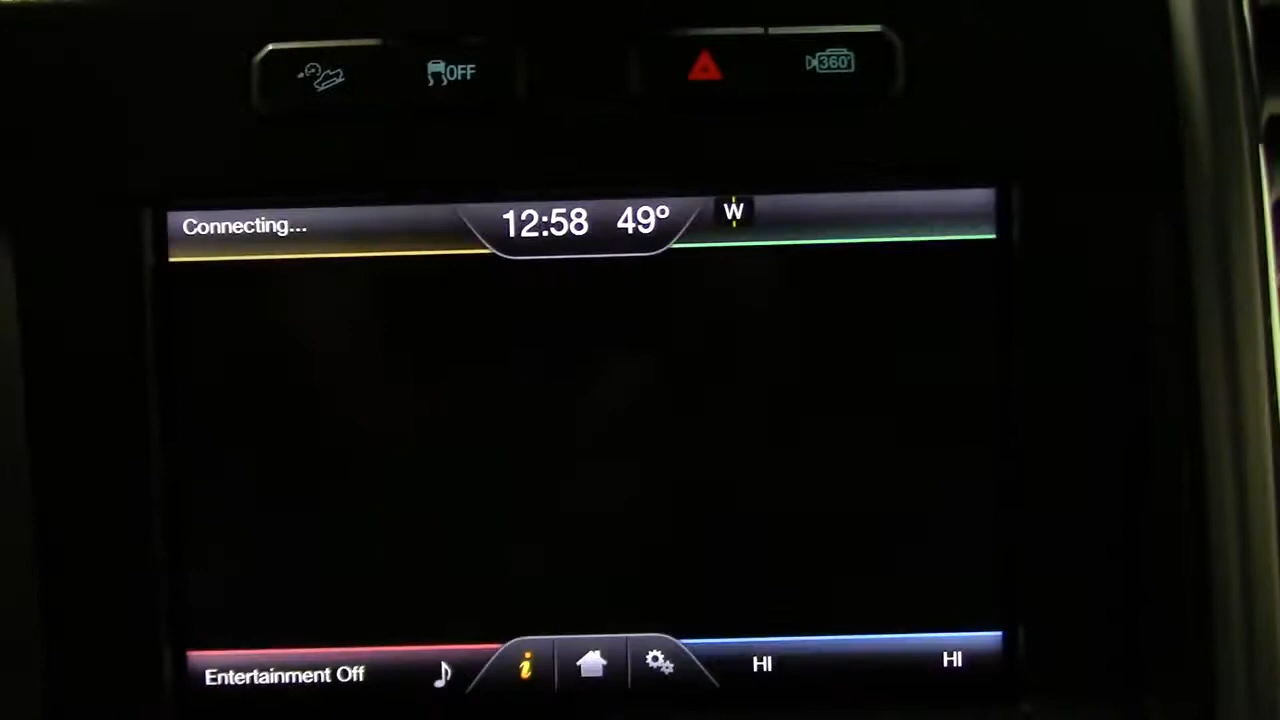 OFF
360°
Connecting...
12:58 49°
W
Entertainment Off
i
HI HI